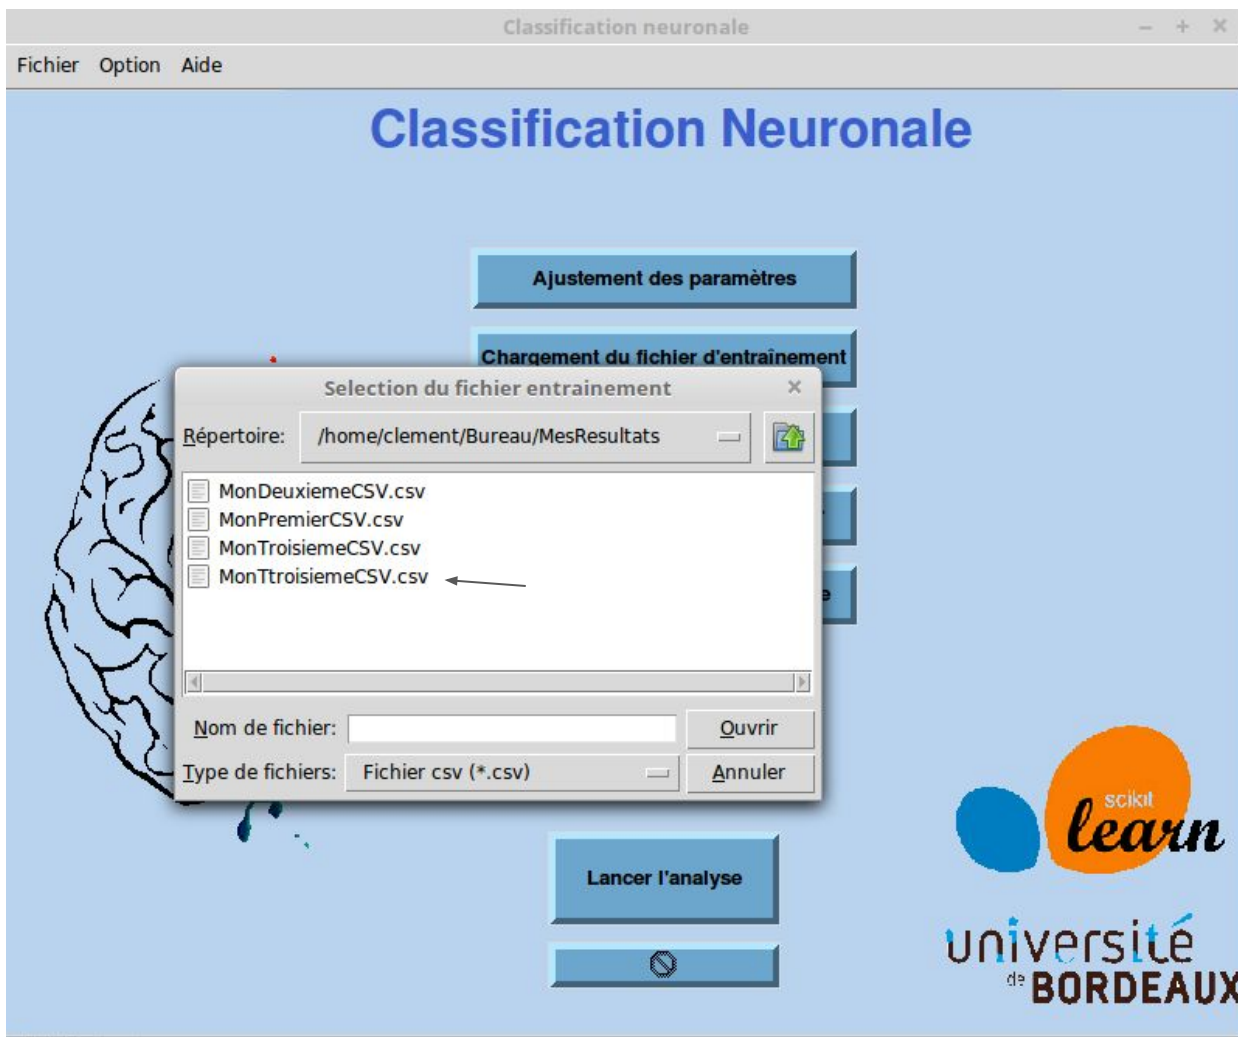 Classification neuronale
Fichier Option Aide
Classification Neuronale
Ajustement des paramètres
Chargement du fichier d'entraînement
Selection du fichier entrainement
Répertoire: /home/clement/Bureau/MesResultats
MonDeuxiemeCSV.csv
MonPremierCSV.csv
MonTroisiemeCSV.csv
MonTtroisiemeCSV.csv
Nom de fichier: Ouvrir
Type de fichiers: Fichier csv (*.csv) Annuler
Lancer l'analyse
scikit
learn
université
de BORDEAUX